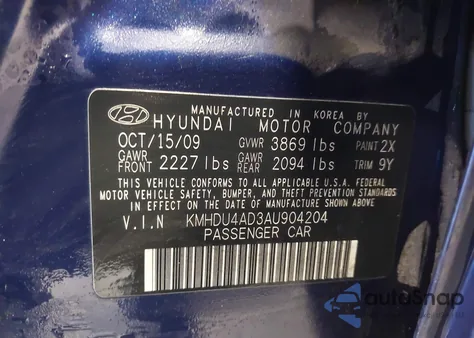 MANUFACTURED IN KOREA BY
HYUNDAI MOTOR COMPANY
OCT/15/09 GVWR 3869 lbs PAINT 2X
GAWR FRONT 2227 lbs GAWR REAR 2094 lbs TRIM 9Y
THIS VEHICLE CONFORMS TO ALL APPLICABLE U.S.A. FEDERAL
MOTOR VEHICLE SAFETY, BUMPER, AND THEFT PREVENTION STANDARDS
IN EFFECT ON THE DATE OF MANUFACTURE SHOWN ABOVE.
V.I.N KMHDU4AD3AU904204
PASSENGER CAR
autoSnap